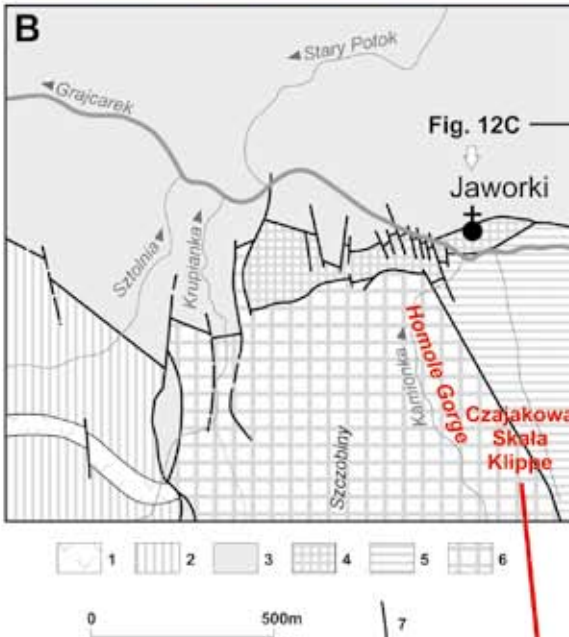 B
Stary Potok
Grajcarek
Fig. 12C
Jaworki
Sztolnia
Krupianka
Homole Gorge
Kamionka
Czajakowa
Skała
Klippe
Szczobiny
1 2 3 4 5 6
0 500m 7